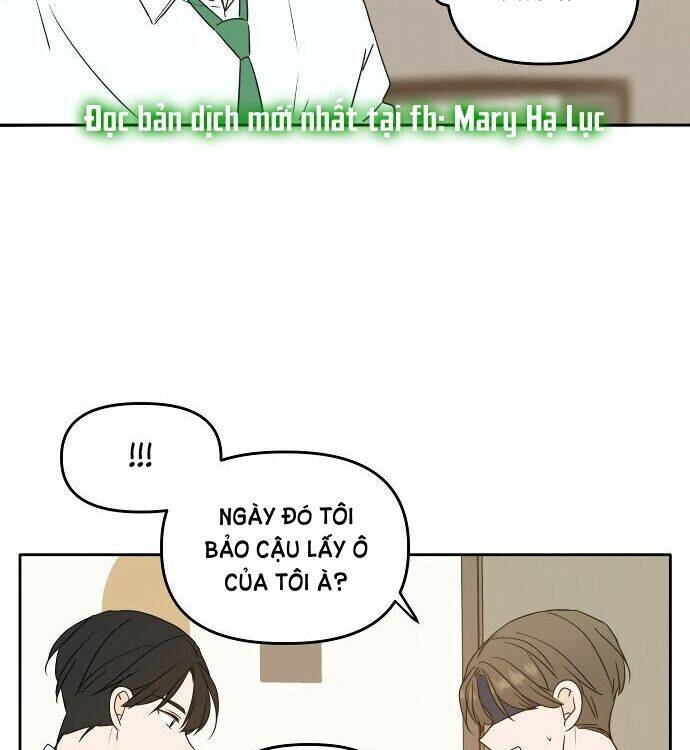 Đọc bản dịch mới nhất tại fb: Mary Hạ Lục
!!!
NGÀY ĐÓ TÔI
BẢO CẬU LẤY Ô
CỦA TÔI À?